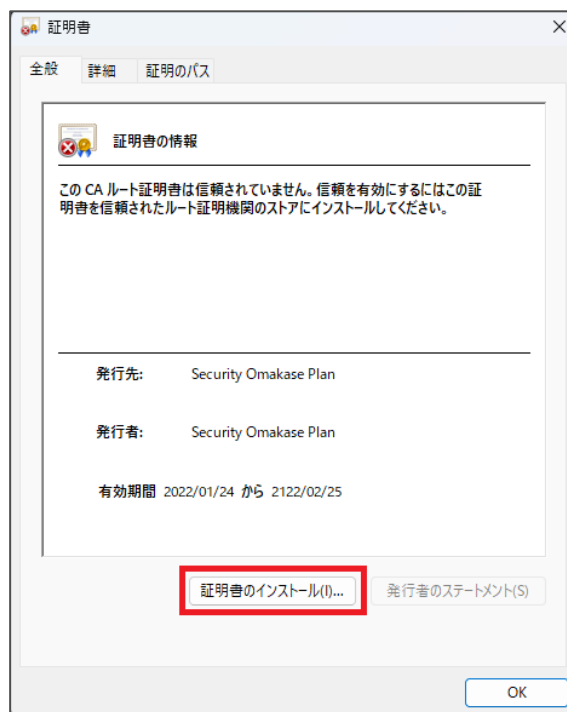 証明書
全般 詳細 証明のパス
証明書の情報
この CA ルート証明書は信頼されていません。信頼を有効にするにはこの証
明書を信頼されたルート証明機関のストアにインストールしてください。
発行先: Security Omakase Plan
発行者: Security Omakase Plan
有効期間 2022/01/24 から 2122/02/25
証明書のインストール(I)... 発行者のステートメント(S)
OK